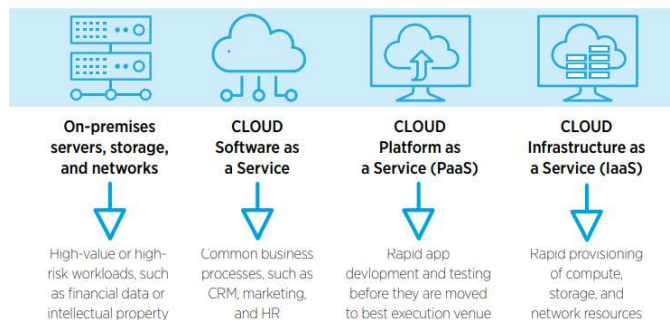 On-premises
servers, storage,
and networks
CLOUD
Software as
a Service
CLOUD
Platform as
a Service (PaaS)
CLOUD
Infrastructure as
a Service (IaaS)
High-value or high-
risk workloads, such
as financial data or
intellectual property
Common business
processes, such as
CRM, marketing,
and HR
Rapid app
devlopment and testing
before they are moved
to best execution venue
Rapid provisioning
of compute,
storage, and
network resources